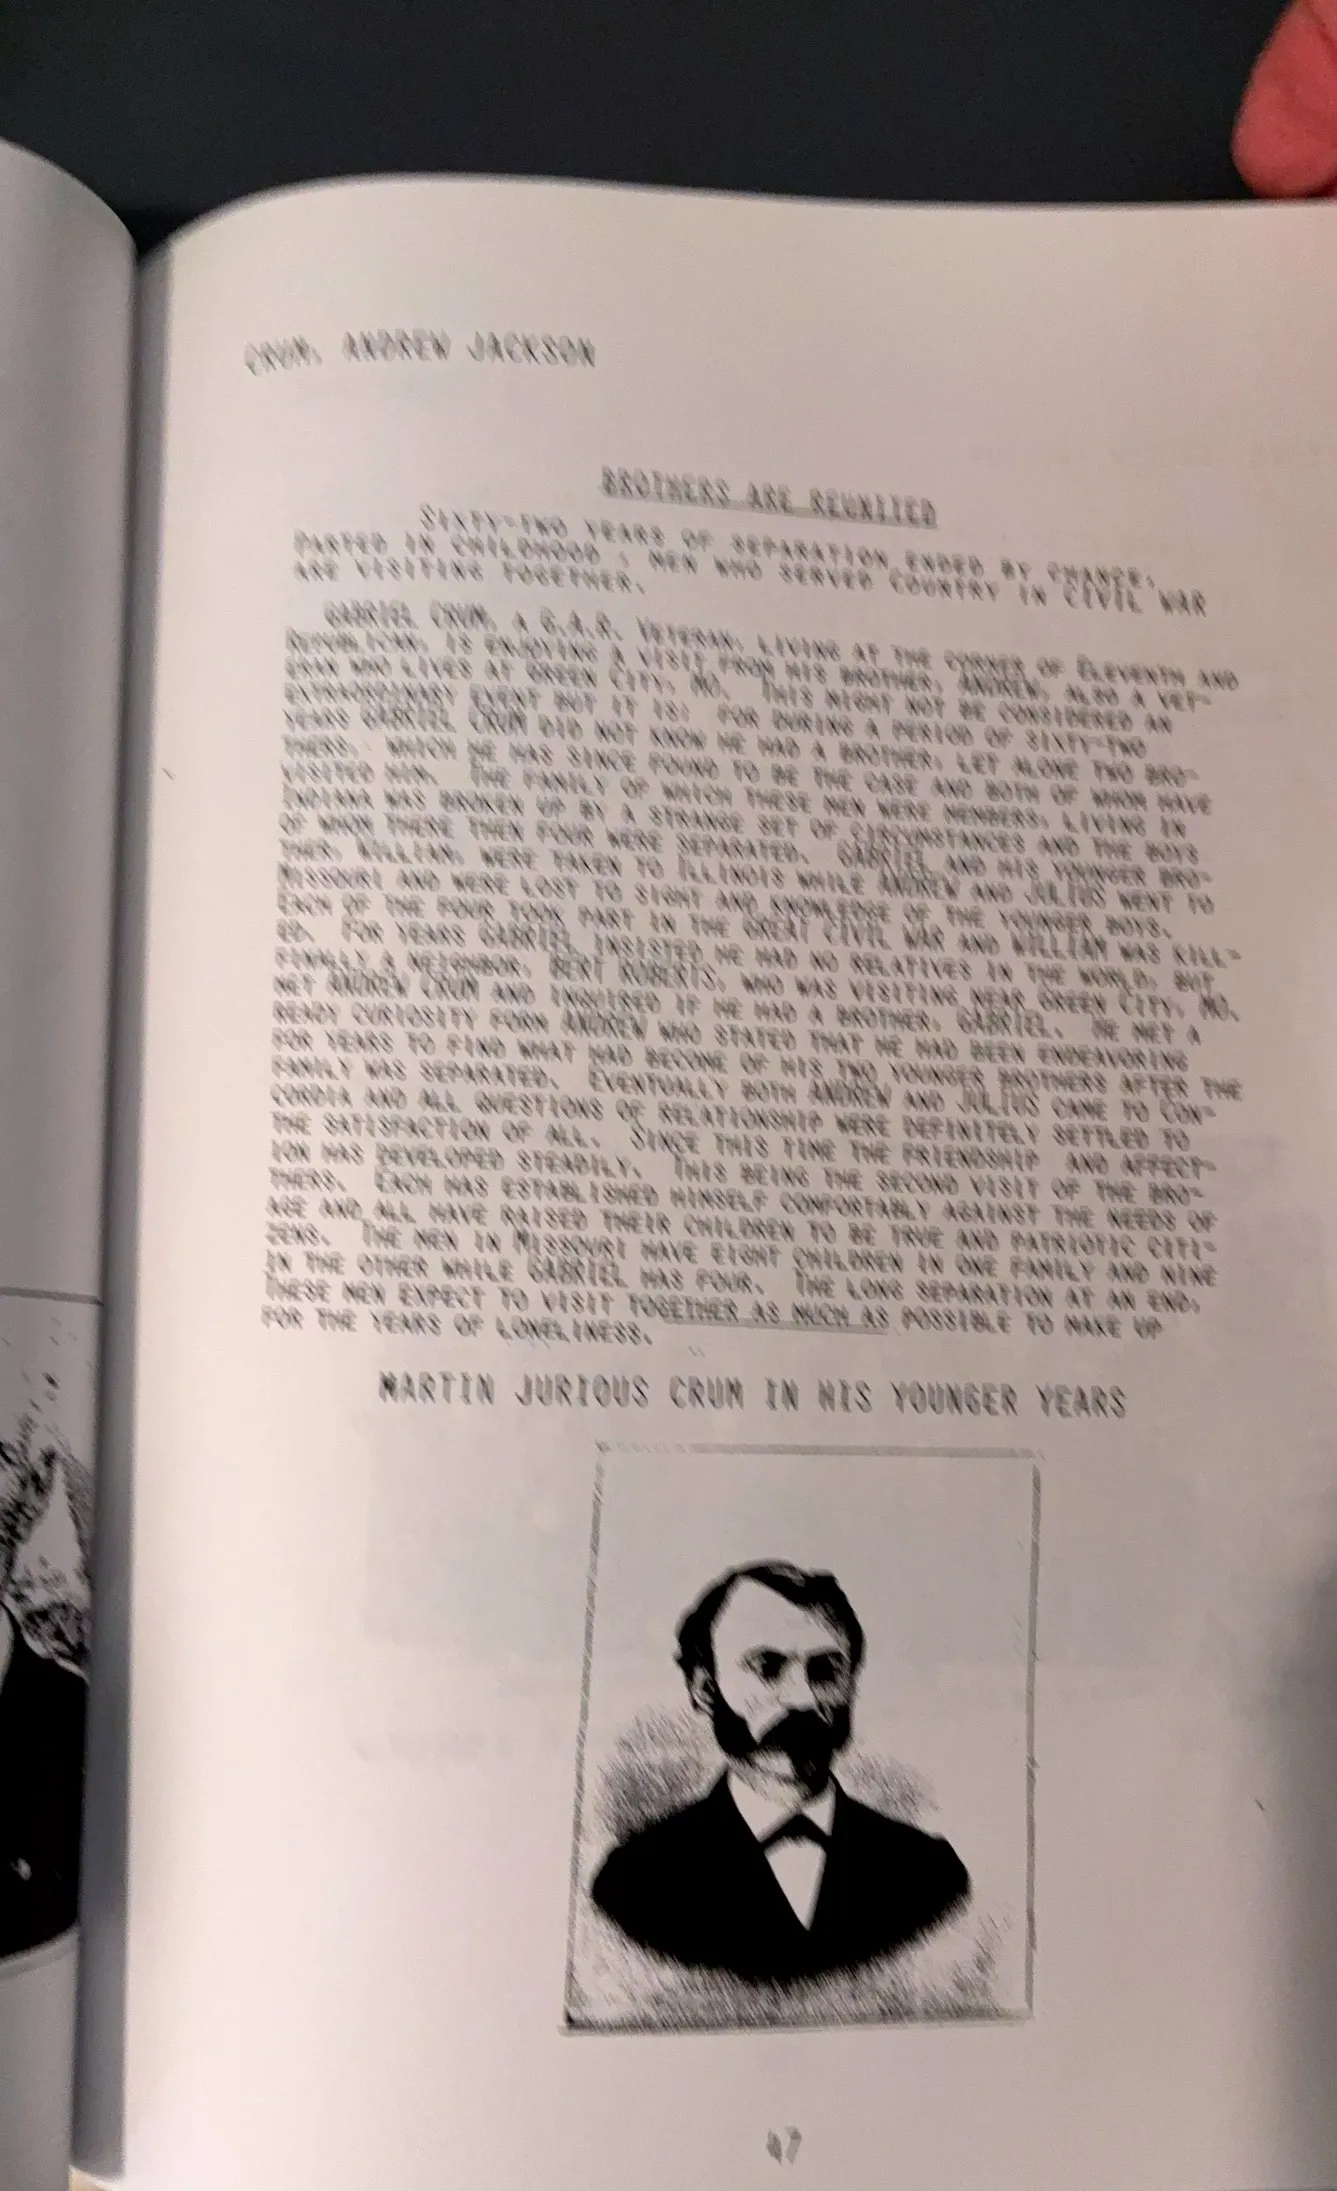 CRUM, ANDREW JACKSON
BROTHERS ARE REUNITED
SIXTY-TWO YEARS OF SEPARATION ENDED BY CHANCE.
PARTED IN CHILDHOOD ; MEN WHO SERVED COUNTRY IN CIVIL WAR
ARE VISITING TOGETHER.
GABRIEL CRUM, A G.A.R. VETERAN, LIVING AT THE CORNER OF ELEVENTH AND
REPUBLICAN, IS ENJOYING A VISIT FROM HIS BROTHER, ANDREW, ALSO A VET-
ERAN WHO LIVES AT GREEN CITY, MO. THIS MIGHT NOT BE CONSIDERED AN
EXTRAORDINARY EVENT BUT IT IS: FOR DURING A PERIOD OF SIXTY-TWO
YEARS GABRIEL CRUM DID NOT KNOW HE HAD A BROTHER, LET ALONE TWO BRO-
THERS, WHICH HE HAS SINCE FOUND TO BE THE CASE AND BOTH OF WHOM HAVE
VISITED HIM. THE FAMILY OF WHICH THESE MEN WERE MEMBERS, LIVING IN
INDIANA WAS BROKEN UP BY A STRANGE SET OF CIRCUMSTANCES AND THE BOYS
OF WHOM THERE THEN FOUR WERE SEPARATED. GABRIEL AND HIS YOUNGER BRO-
THER, WILLIAM, WERE TAKEN TO ILLINOIS WHILE ANDREW AND JULIUS WENT TO
MISSOURI AND WERE LOST TO SIGHT AND KNOWLEDGE OF THE YOUNGER BOYS.
EACH OF THE FOUR TOOK PART IN THE GREAT CIVIL WAR AND WILLIAM WAS KILL-
ED. FOR YEARS GABRIEL INSISTED HE HAD NO RELATIVES IN THE WORLD, BUT
FINALLY A NEIGHBOR, BERT ROBERTS, WHO WAS VISITING NEAR GREEN CITY, MO.
MET ANDREW CRUM AND INQUIRED IF HE HAD A BROTHER, GABRIEL. HE MET A
READY CURIOSITY FORM ANDREW WHO STATED THAT HE HAD BEEN ENDEAVORING
FOR YEARS TO FIND WHAT HAD BECOME OF HIS TWO YOUNGER BROTHERS AFTER THE
FAMILY WAS SEPARATED. EVENTUALLY BOTH ANDREW AND JULIUS CAME TO CON-
CORDIA AND ALL QUESTIONS OF RELATIONSHIP WERE DEFINITELY SETTLED TO
THE SATISFACTION OF ALL. SINCE THIS TIME THE FRIENDSHIP AND AFFECT-
ION HAS DEVELOPED STEADILY. THIS BEING THE SECOND VISIT OF THE BRO-
THERS. EACH HAS ESTABLISHED HIMSELF COMFORTABLY AGAINST THE NEEDS OF
AGE AND ALL HAVE RAISED THEIR CHILDREN TO BE TRUE AND PATRIOTIC CITI-
ZENS. THE MEN IN MISSOURI HAVE EIGHT CHILDREN IN ONE FAMILY AND NINE
IN THE OTHER WHILE GABRIEL HAS FOUR. THE LONG SEPARATION AT AN END,
THESE MEN EXPECT TO VISIT TOGETHER AS MUCH AS POSSIBLE TO MAKE UP
FOR THE YEARS OF LONELINESS.
MARTIN JURIOUS CRUM IN HIS YOUNGER YEARS
47